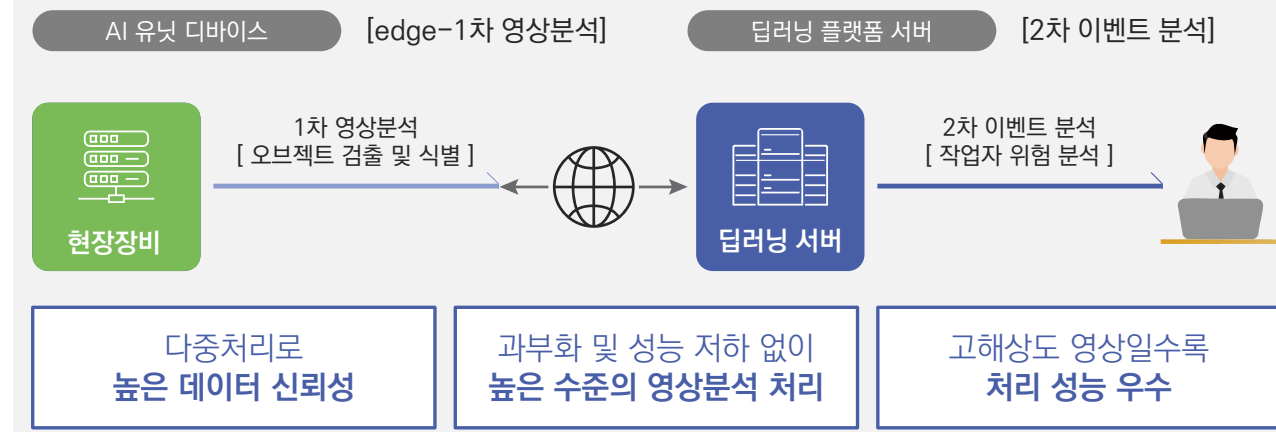 AI 유닛 디바이스
[edge-1차 영상분석]
딥러닝 플랫폼 서버
[2차 이벤트 분석]
1차 영상분석
[ 오브젝트 검출 및 식별 ]
2차 이벤트 분석
[ 작업자 위험 분석 ]
현장장비
딥러닝 서버
다중처리로
높은 데이터 신뢰성
과부화 및 성능 저하 없이
높은 수준의 영상분석 처리
고해상도 영상일수록
처리 성능 우수